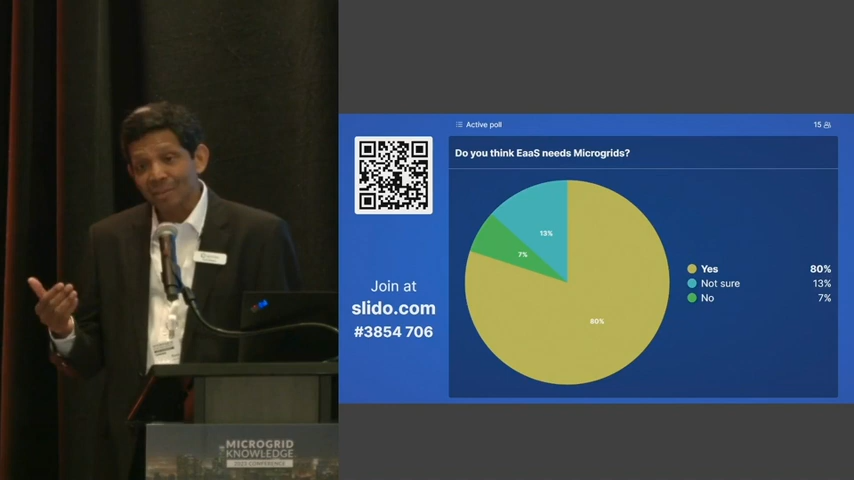 Active poll
15
Do you think EaaS needs Microgrids?
13%
7%
80%
Yes 80%
Not sure 13%
No 7%
Join at
slido.com
#3854 706
MICROGRID
KNOWLEDGE
2022 CONFERENCE